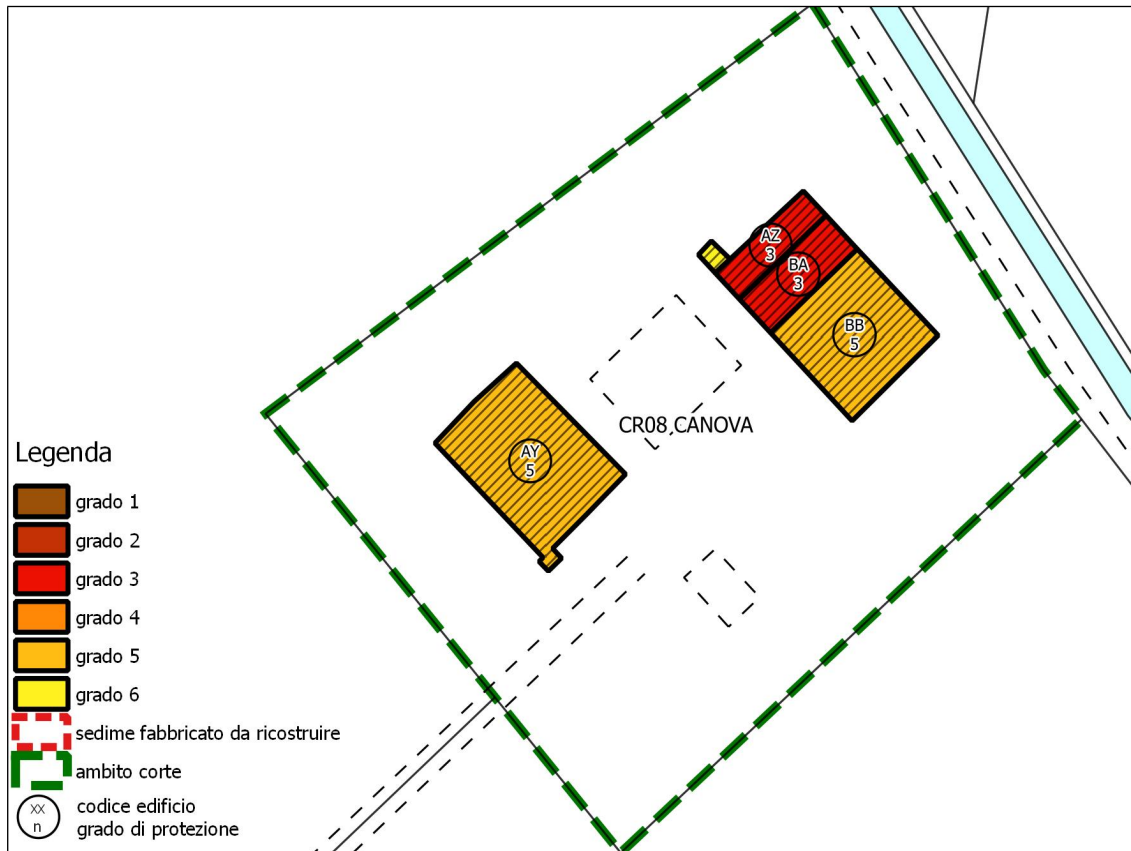 AZ
3
BA
3
BB
5
CR08 CANOVA
AY
5
Legenda
grado 1
grado 2
grado 3
grado 4
grado 5
grado 6
sedime fabbricato da ricostruire
ambito corte
xx
n
codice edificio
grado di protezione